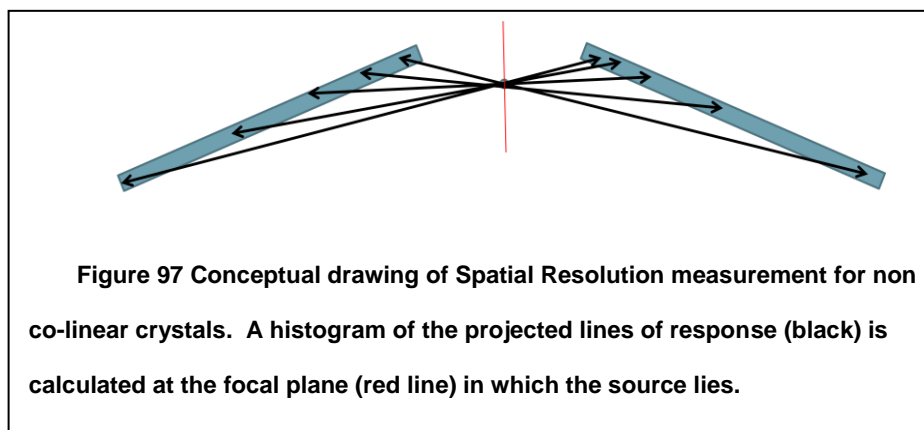 Figure 97 Conceptual drawing of Spatial Resolution measurement for non
co-linear crystals.  A histogram of the projected lines of response (black) is
calculated at the focal plane (red line) in which the source lies.